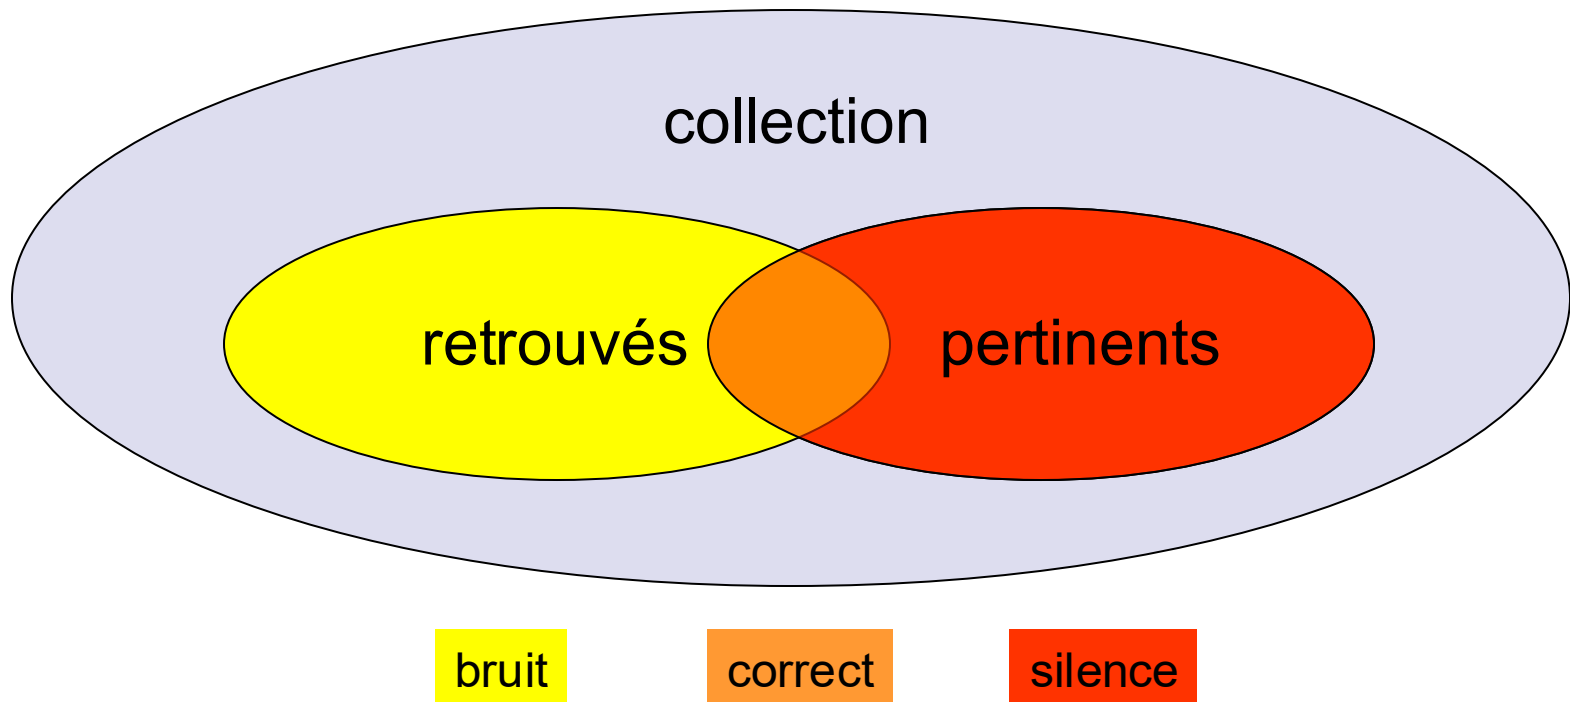 collection
retrouvés
pertinents
bruit
correct
silence